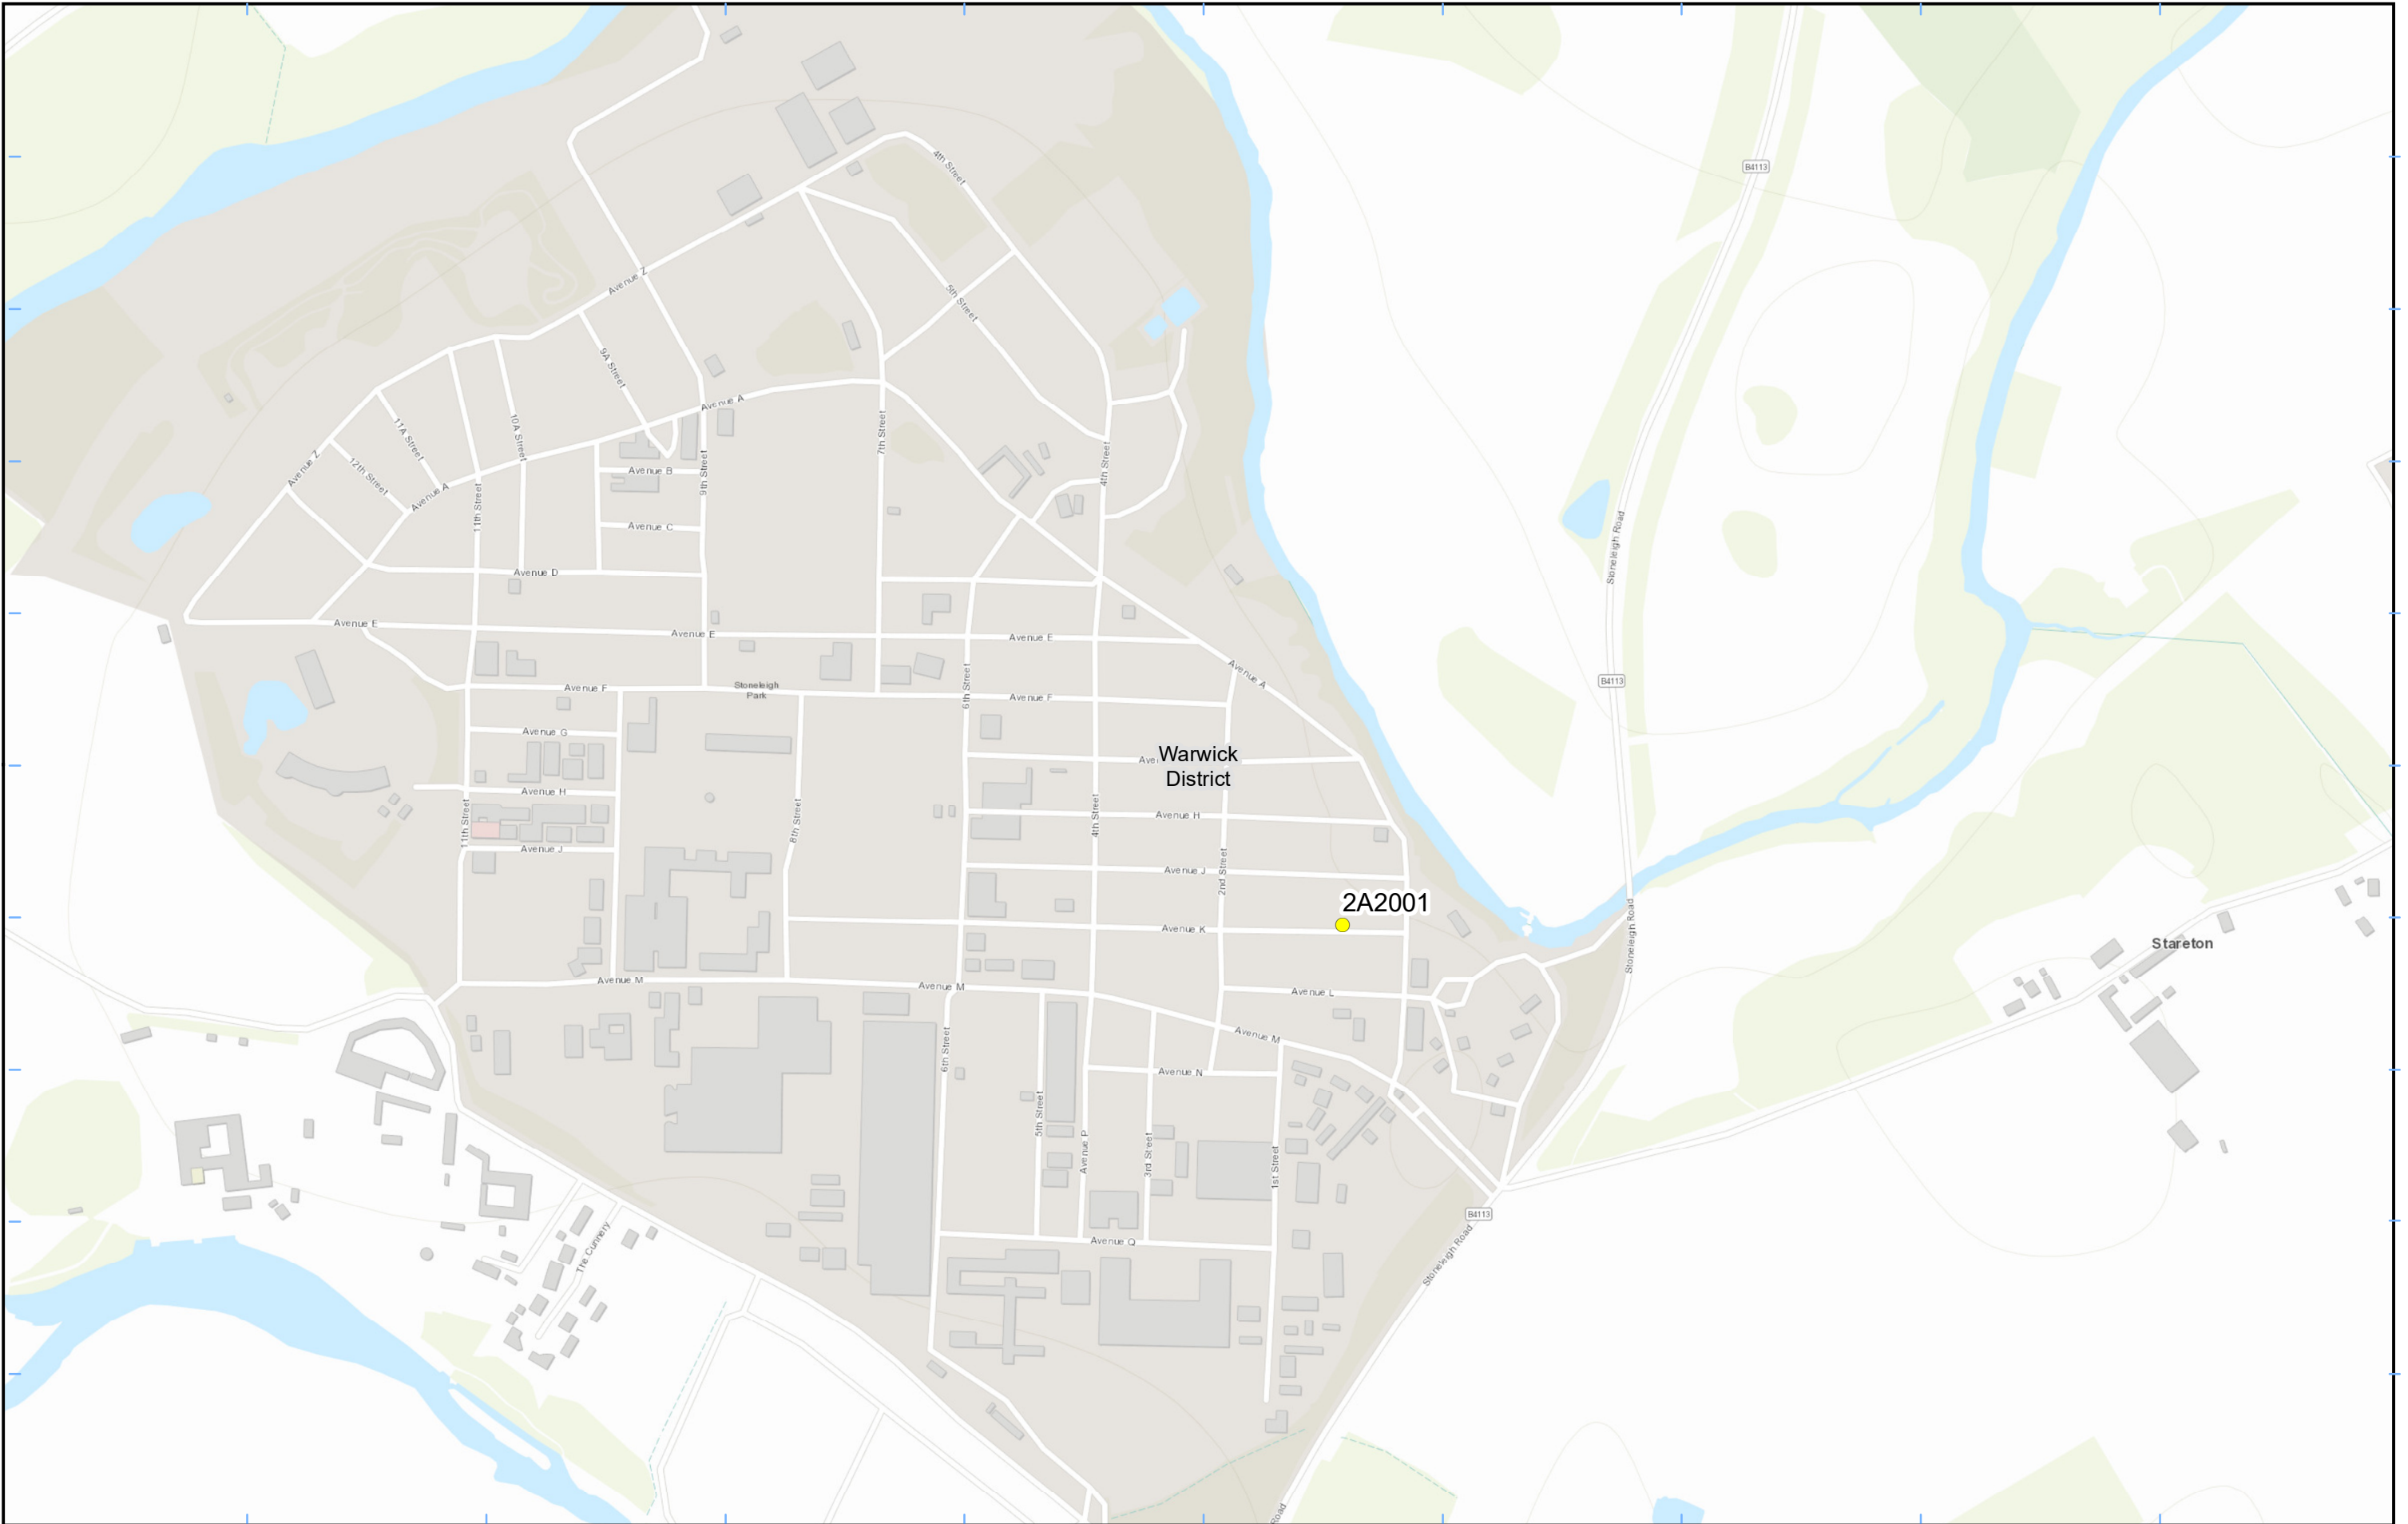 4th Street
B4113
Avenue Z
5th Street
9A Street
Avenue A
11A Street
10A Street
7th Street
4th Street
Avenue Z
12th Street
Avenue B
9th Street
Avenue A
11th Street
Avenue C
Stoneleigh Road
Avenue D
Avenue E
Avenue E
Avenue E
Avenue A
6th Street
Avenue F
Stoneleigh
Park
Avenue F
B4113
Avenue G
Warwick
District
Avenue H
11th Street
8th Street
4th Street
Avenue H
Avenue J
Avenue J
2nd Street
2A2001
Avenue K
Stoneleigh Road
Stareton
Avenue M
Avenue M
Avenue L
Avenue M
6th Street
Avenue N
5th Street
Avenue P
3rd Street
1st Street
B4113
The Cunnery
Avenue Q
Stoneleigh Road
Road